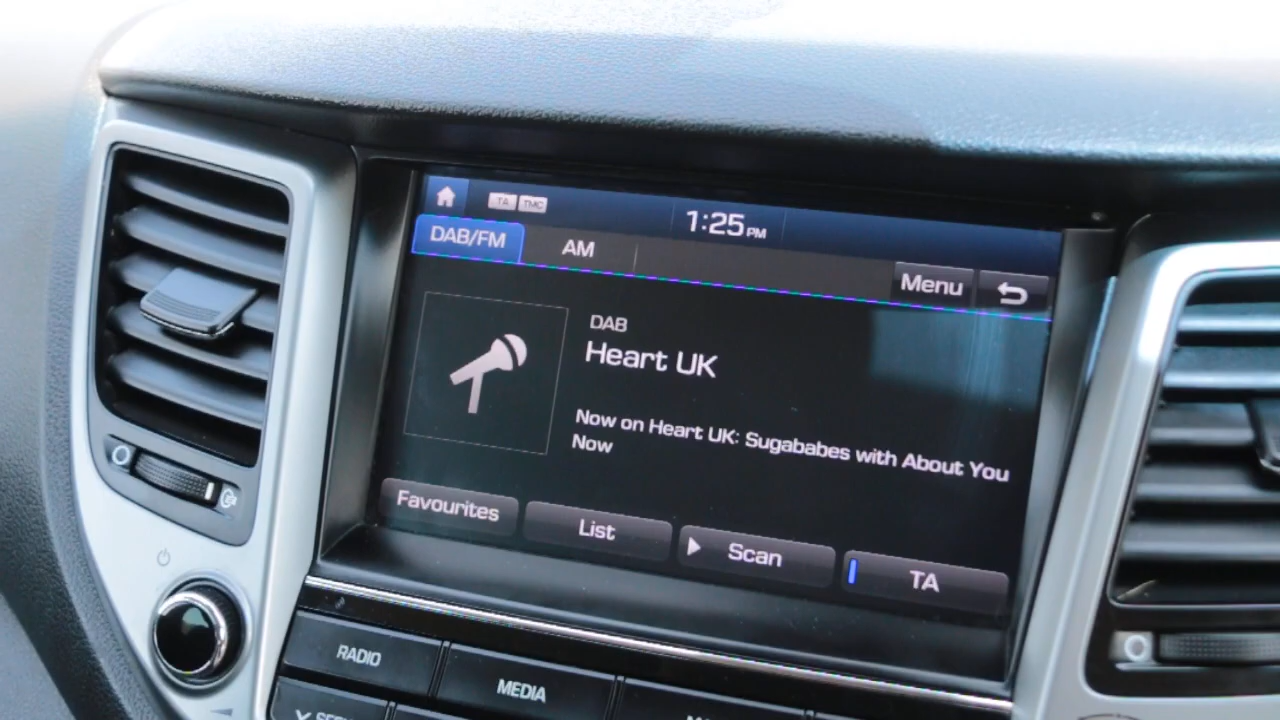 TA TMC
1:25 PM
DAB/FM
AM
Menu
DAB
Heart UK
Now on Heart UK: Sugababes with About You
Now
Favourites
List
Scan
TA
RADIO
MEDIA